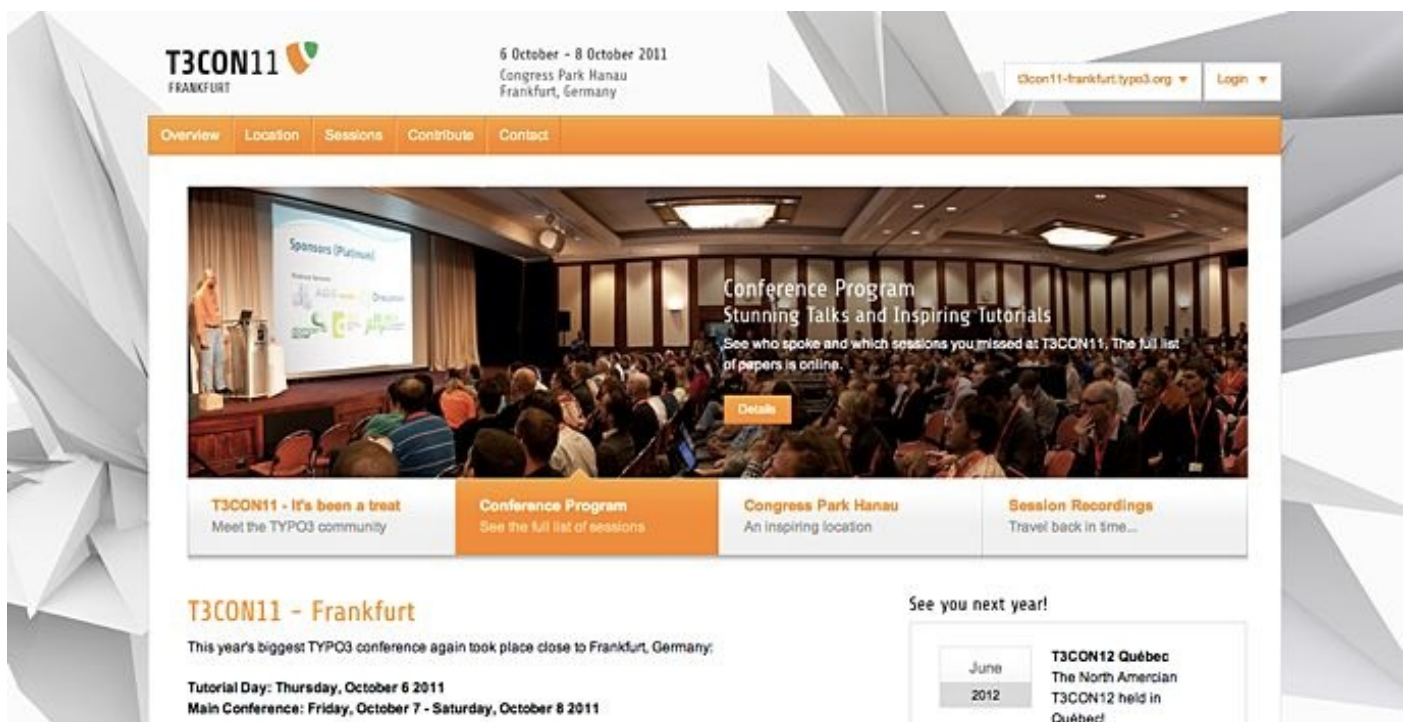 T3CON11
FRANKFURT
6 October - 8 October 2011
Congress Park Hanau
Frankfurt, Germany
t3con11-frankfurt.typo3.org
Login
Overview
Location
Sessions
Contribute
Contact
Sponsors (Platinum)
Conference Program
Stunning Talks and Inspiring Tutorials
See who spoke and which sessions you missed at T3CON11. The full list
of papers is online.
Details
T3CON11 - It's been a treat
Meet the TYPO3 community
Conference Program
See the full list of sessions
Congress Park Hanau
An inspiring location
Session Recordings
Travel back in time...
T3CON11 - Frankfurt
This year's biggest TYPO3 conference again took place close to Frankfurt, Germany:
Tutorial Day: Thursday, October 6 2011
Main Conference: Friday, October 7 - Saturday, October 8 2011
See you next year!
June
2012
T3CON12 Québec
The North Amercian
T3CON12 held in
Québec!